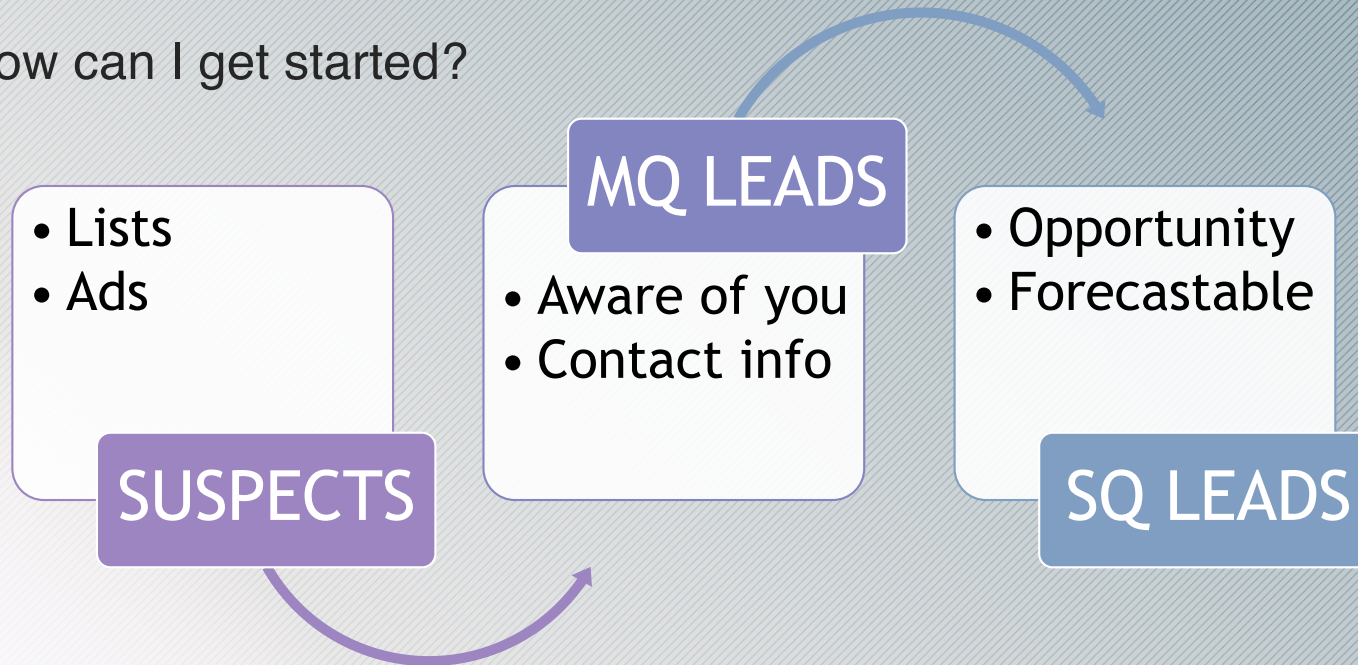 ow can I get started?
• Lists
• Ads
SUSPECTS
MQ LEADS
• Aware of you
• Contact info
• Opportunity
• Forecastable
SQ LEADS